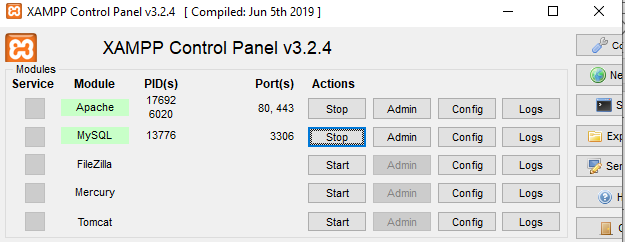 XAMPP Control Panel v3.2.4 [ Compiled: Jun 5th 2019 ]
XAMPP Control Panel v3.2.4
Modules
Service Module PID(s) Port(s) Actions
Apache 17692 6020 80, 443 Stop Admin Config Logs
MySQL 13776 3306 Stop Admin Config Logs
FileZilla Start Admin Config Logs
Mercury Start Admin Config Logs
Tomcat Start Admin Config Logs
Co
Ne
S
Exp
Ser
H